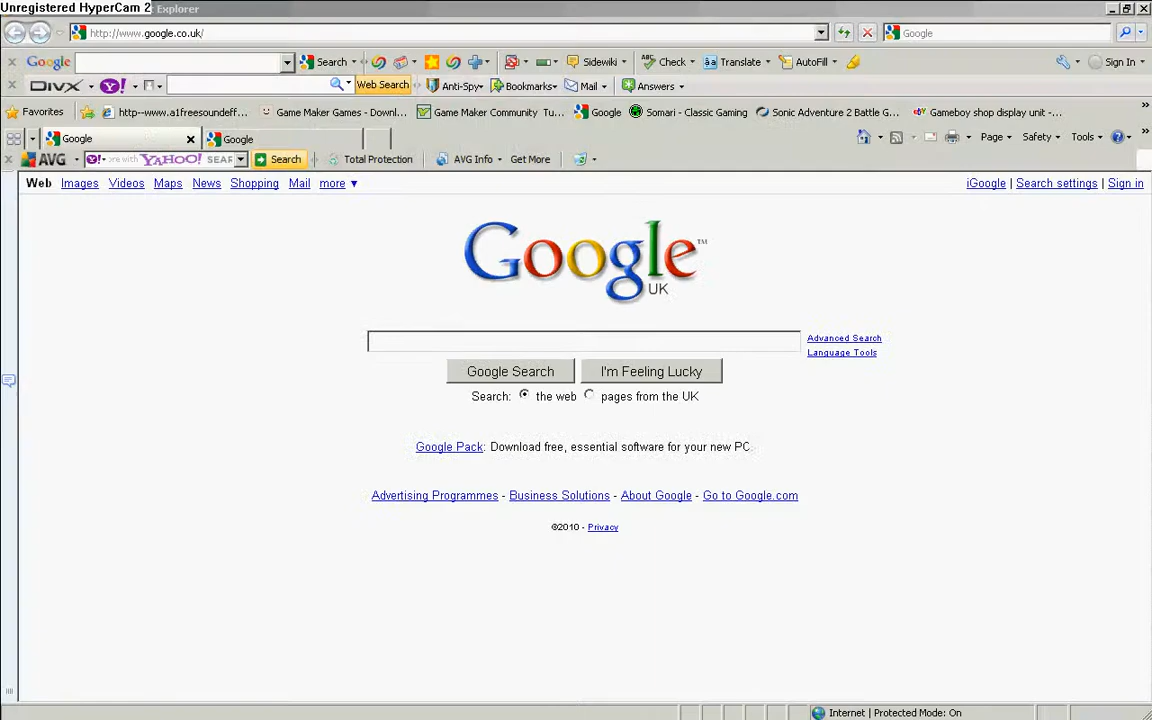 Unregistered HyperCam 2 Explorer
http://www.google.co.uk/ Google
Google Search Sidewiki Check Translate AutoFill Sign In
DIVX Y! Web Search Anti-Spy Bookmarks Mail Answers
Favorites http--www.a1freesoundeff... Game Maker Games - Downl... Game Maker Community Tu... Google Somari - Classic Gaming Sonic Adventure 2 Battle G... Gameboy shop display unit -...
Google Google Page Safety Tools
AVG Y! YAHOO! SEAR Search Total Protection AVG Info Get More
Web Images Videos Maps News Shopping Mail more ▼ iGoogle | Search settings | Sign in
Google™
UK
Advanced Search
Language Tools
Google Search I'm Feeling Lucky
Search: the web pages from the UK
Google Pack: Download free, essential software for your new PC.
Advertising Programmes - Business Solutions - About Google - Go to Google.com
©2010 - Privacy
Internet | Protected Mode: On